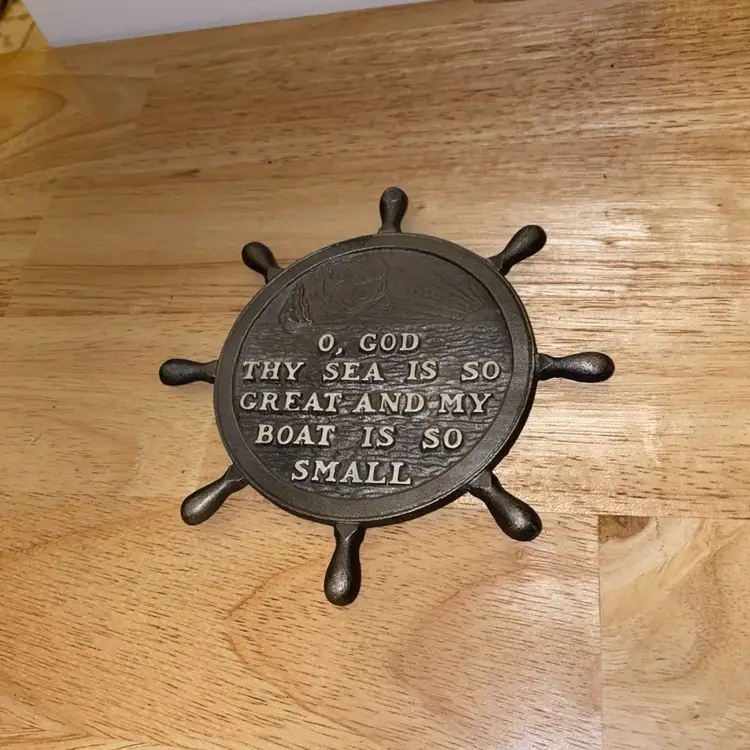 O, GOD
THY SEA IS SO
GREAT AND MY
BOAT IS SO
SMALL